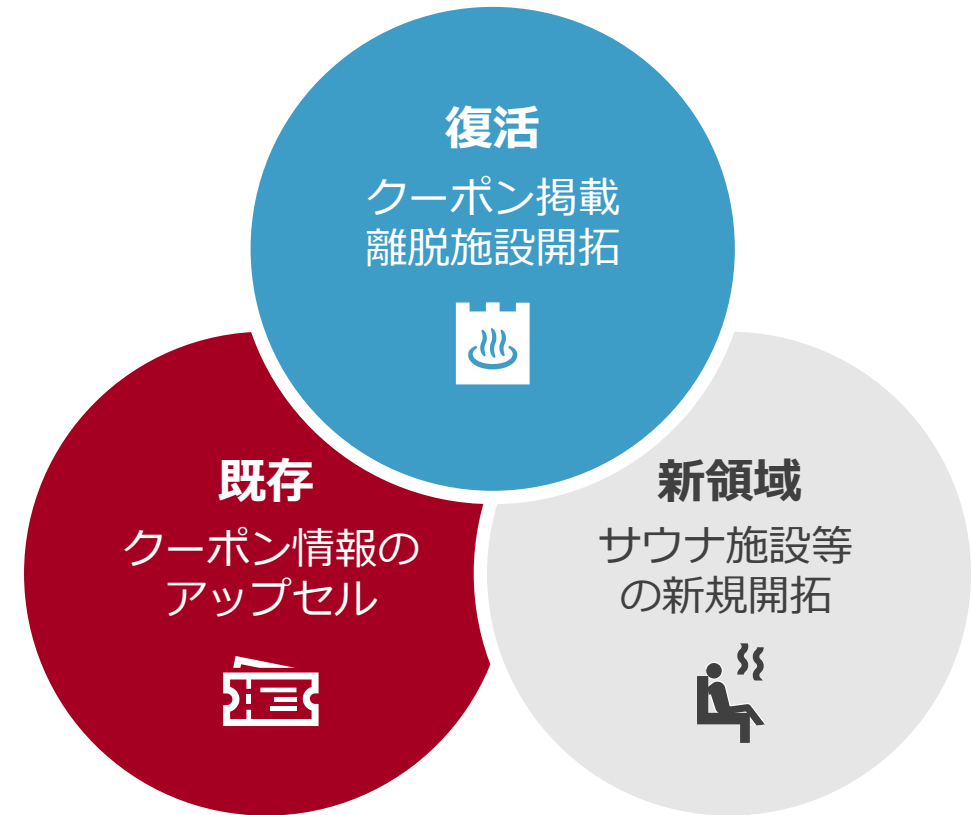 復活
クーポン掲載
離脱施設開拓
既存
クーポン情報の
アップセル
新領域
サウナ施設等
の新規開拓